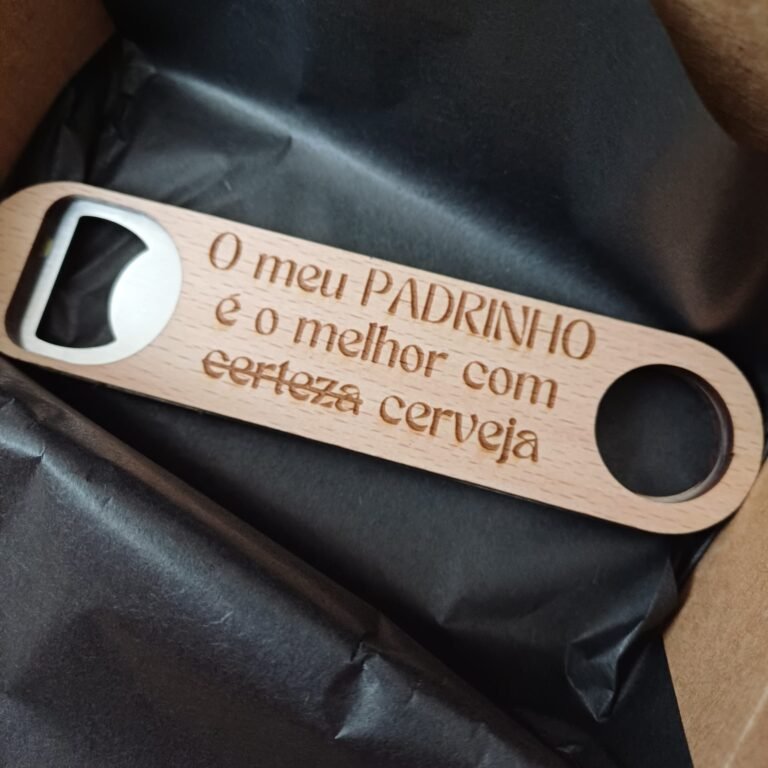 O meu PADRINHO
é o melhor com
certeza cerveja